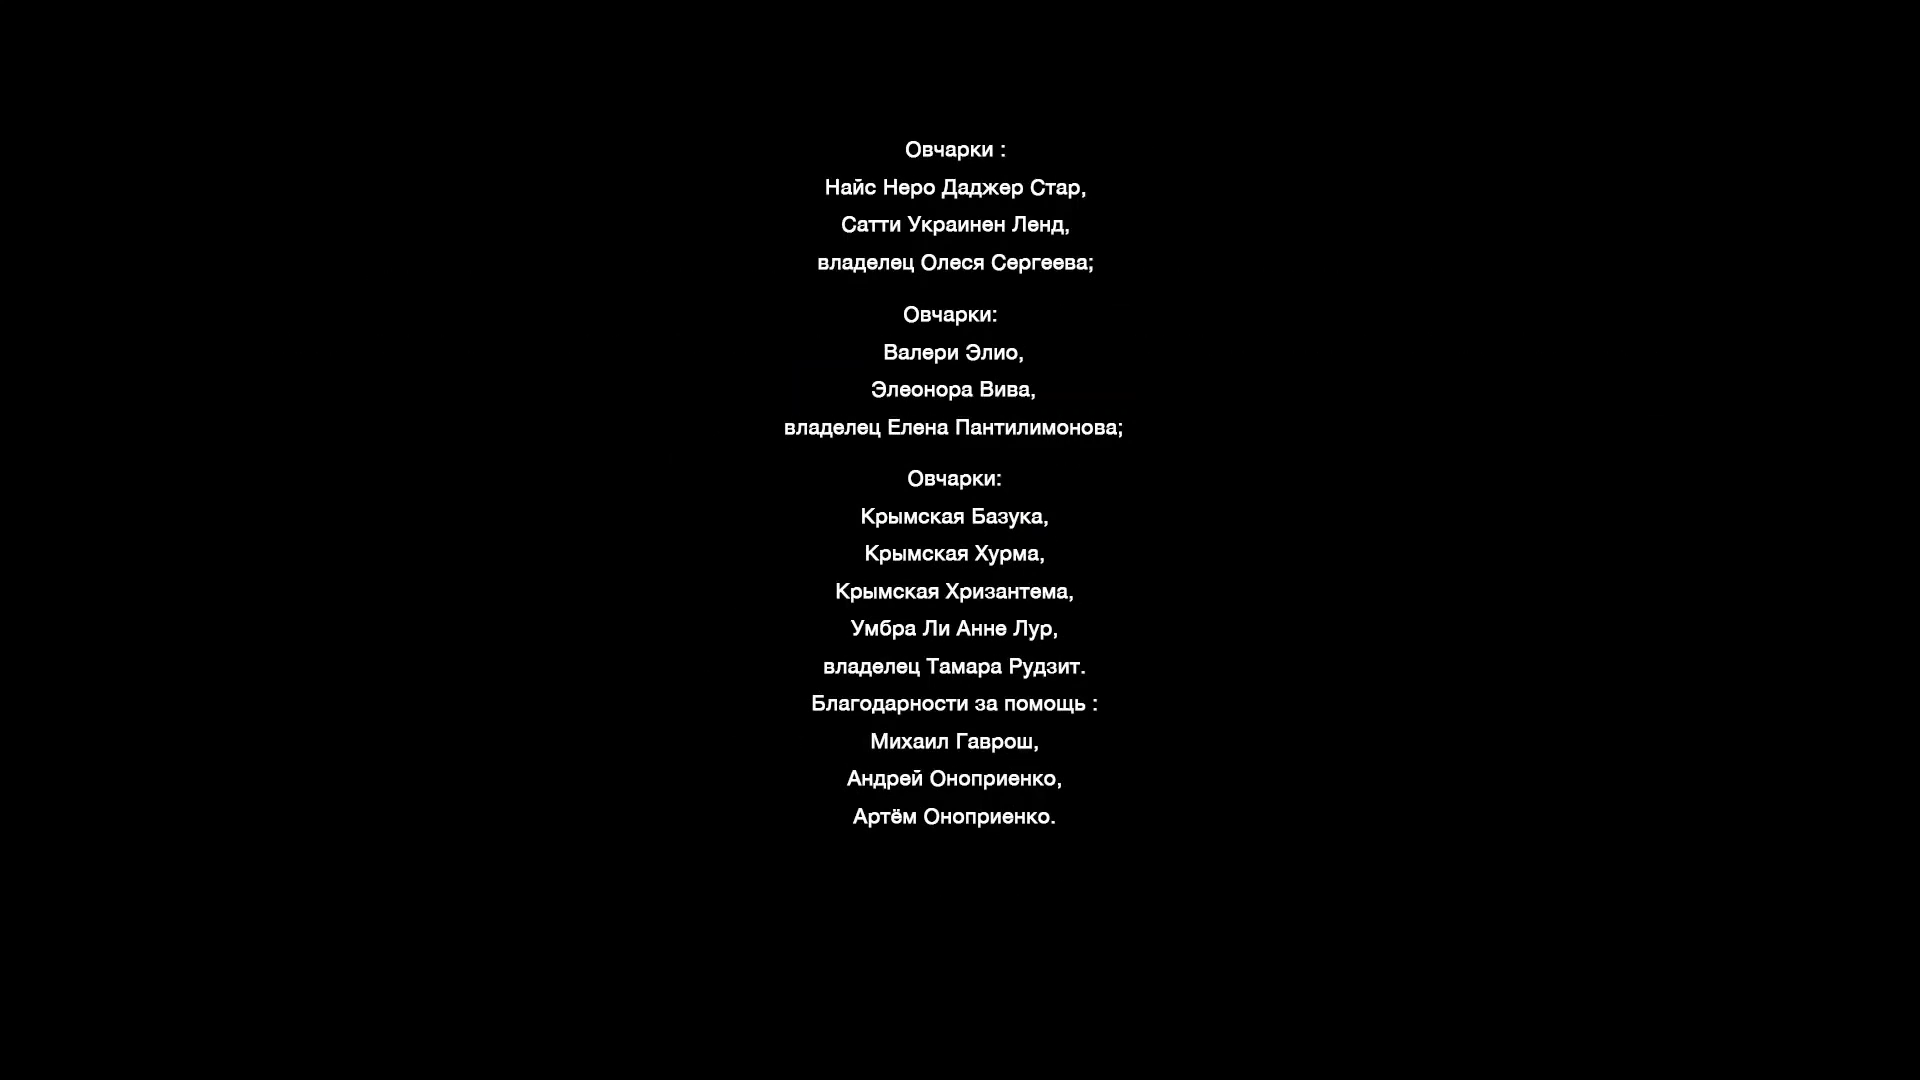 Овчарки :
Найс Неро Даджер Стар,
Сатти Украинен Ленд,
владелец Олеся Сергеева;
Овчарки:
Валери Элио,
Элеонора Вива,
владелец Елена Пантилимонова;
Овчарки:
Крымская Базука,
Крымская Хурма,
Крымская Хризантема,
Умбра Ли Анне Лур,
владелец Тамара Рудзит.
Благодарности за помощь :
Михаил Гаврош,
Андрей Оноприенко,
Артём Оноприенко.